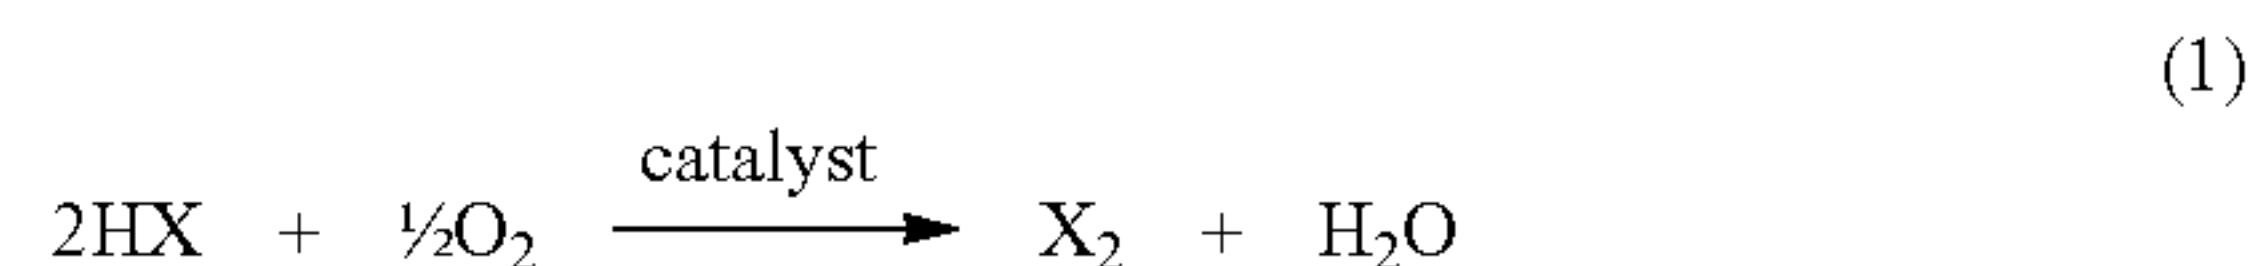 (1)
catalyst
2HX + ½O₂ → X₂ + H₂O